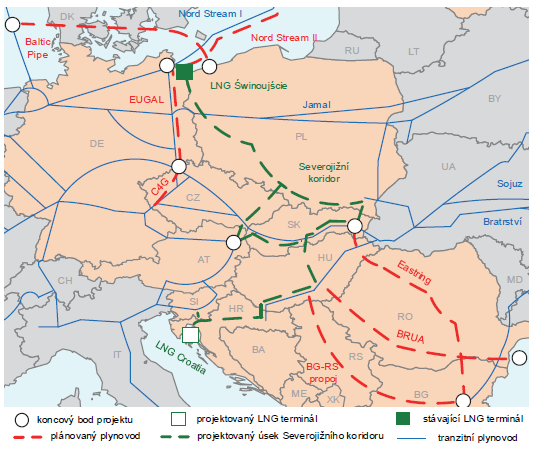 DK
Nord Stream I
Baltic
Pipe
Nord Stream II
RU
LT
LNG Świnoujście
EUGAL
Jamal
BY
PL
DE
Severojižní
koridor
UA
C4G
CZ
Sojuz
SK
Bratrství
AT
HU
Eastring
CH
MD
SI
HR
RO
BRUA
LNG Croatia
IT
BA
BG-RS
propoj
RS
ME
XK
BG
koncový bod projektu
projektovaný LNG terminál
stávající LNG terminál
plánovaný plynovod
projektovaný úsek Severojižního koridoru
tranzitní plynovod